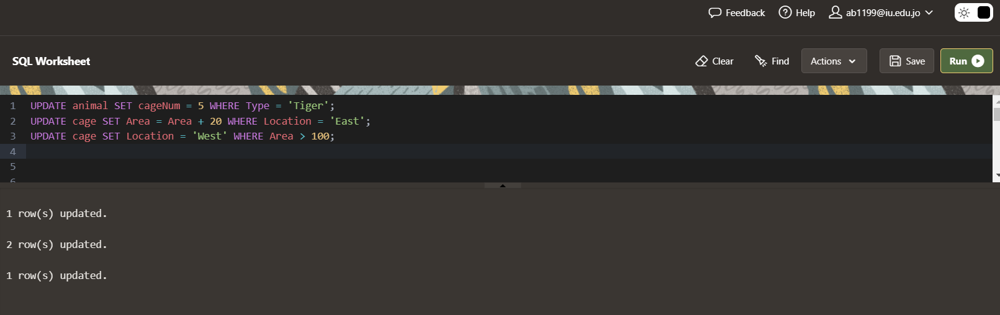 Feedback Help ab1199@iu.edu.jo
SQL Worksheet Clear Find Actions Save Run
1 UPDATE animal SET cageNum = 5 WHERE Type = 'Tiger';
2 UPDATE cage SET Area = Area + 20 WHERE Location = 'East';
3 UPDATE cage SET Location = 'West' WHERE Area > 100;
4
5
6
1 row(s) updated.
2 row(s) updated.
1 row(s) updated.